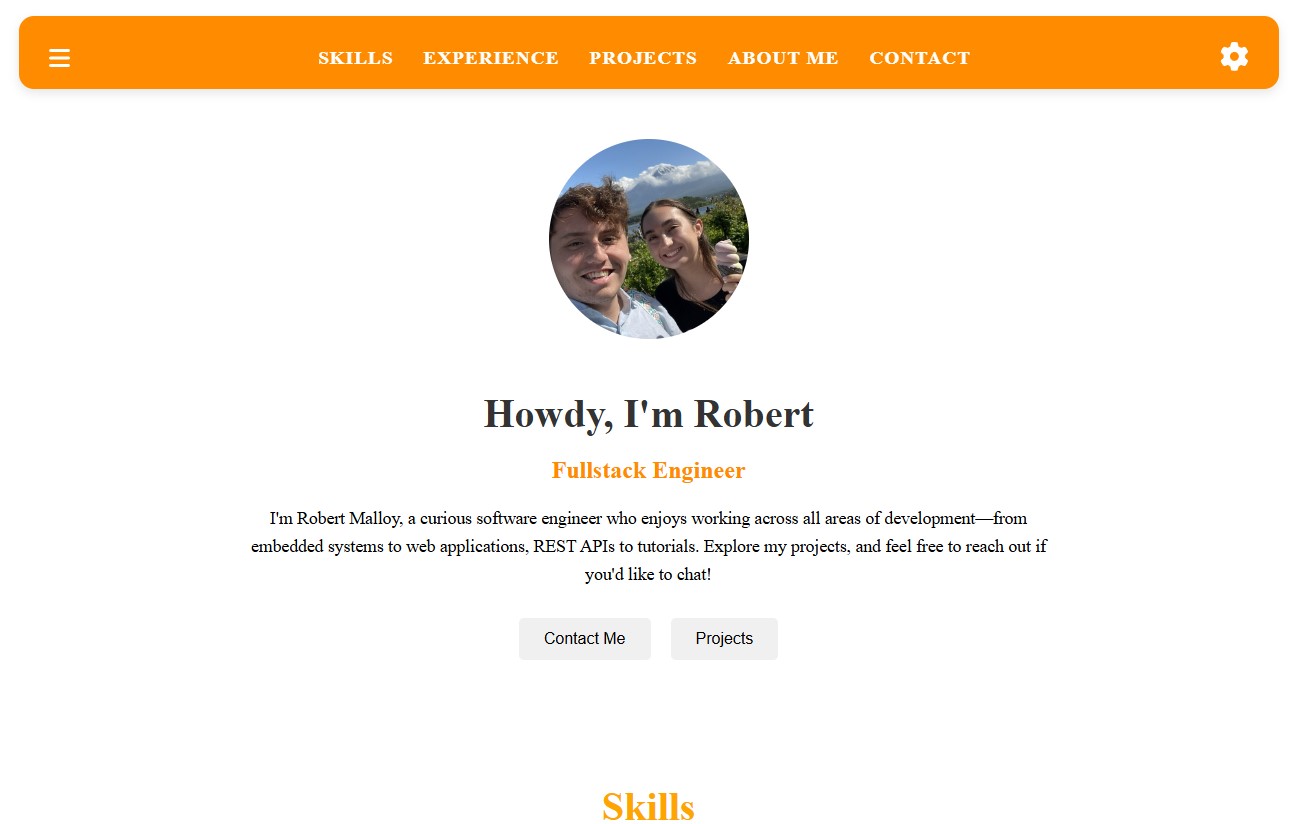 SKILLS EXPERIENCE PROJECTS ABOUT ME CONTACT
Howdy, I'm Robert
Fullstack Engineer
I'm Robert Malloy, a curious software engineer who enjoys working across all areas of development—from
embedded systems to web applications, REST APIs to tutorials. Explore my projects, and feel free to reach out if
you'd like to chat!
Contact Me Projects
Skills